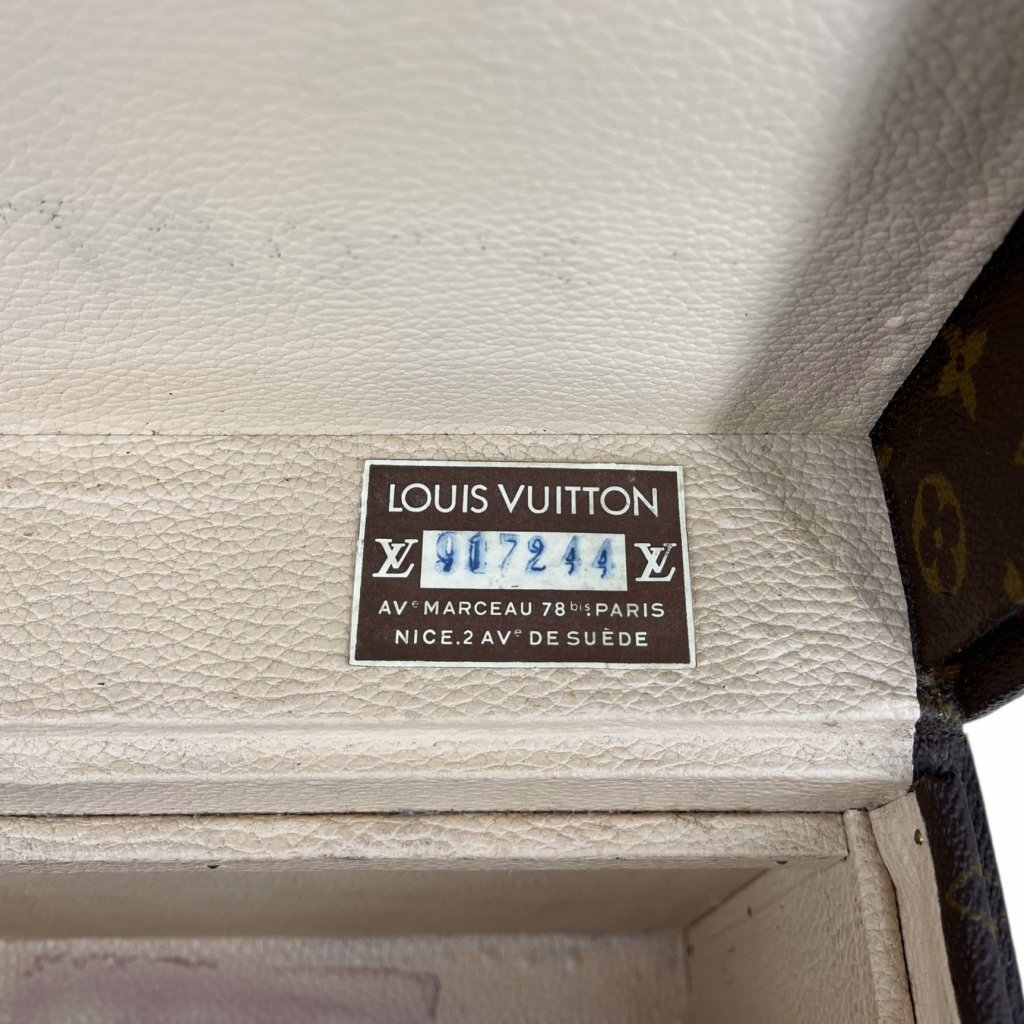 LOUIS VUITTON
LV 917244 LV
AVe MARCEAU 78 bis. PARIS
NICE.2 AVe DE SUÈDE